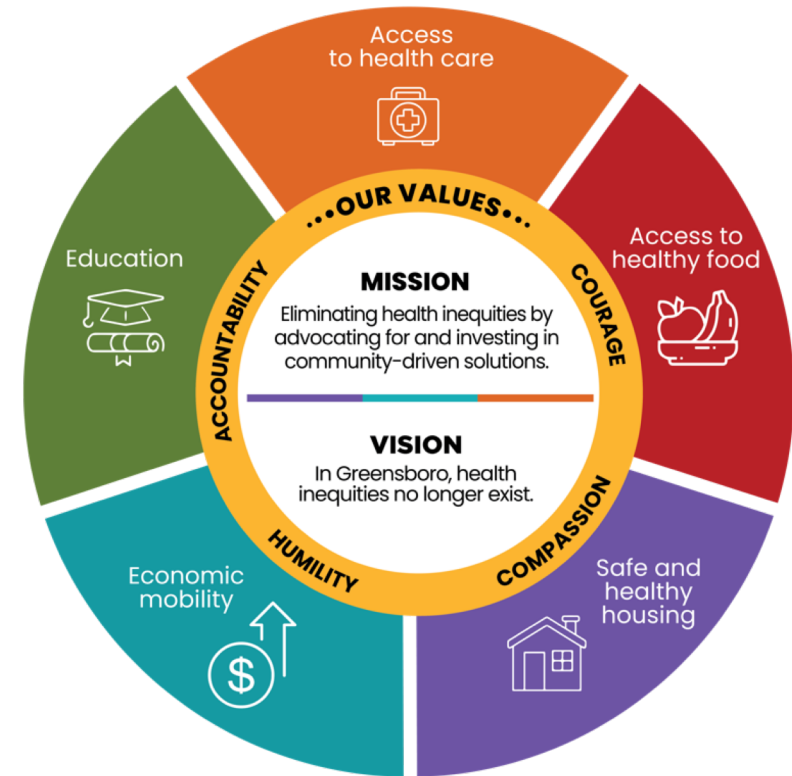 Access
to health care
•••OUR VALUES•••
Education
Access to
healthy food
ACCOUNTABILITY
COURAGE
MISSION
Eliminating health inequities by
advocating for and investing in
community-driven solutions.
VISION
In Greensboro, health
inequities no longer exist.
HUMILITY
COMPASSION
Economic
mobility
$
Safe and
healthy
housing